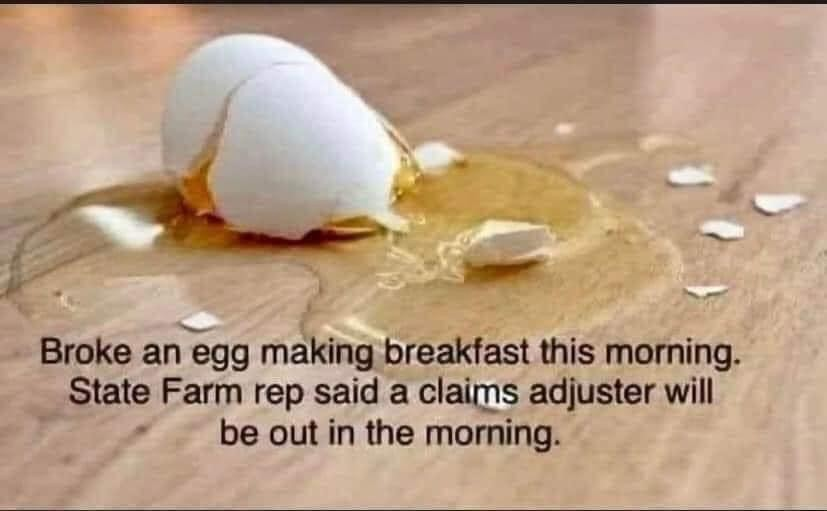 Broke an egg making breakfast this morning.
State Farm rep said a claims adjuster will
be out in the morning.